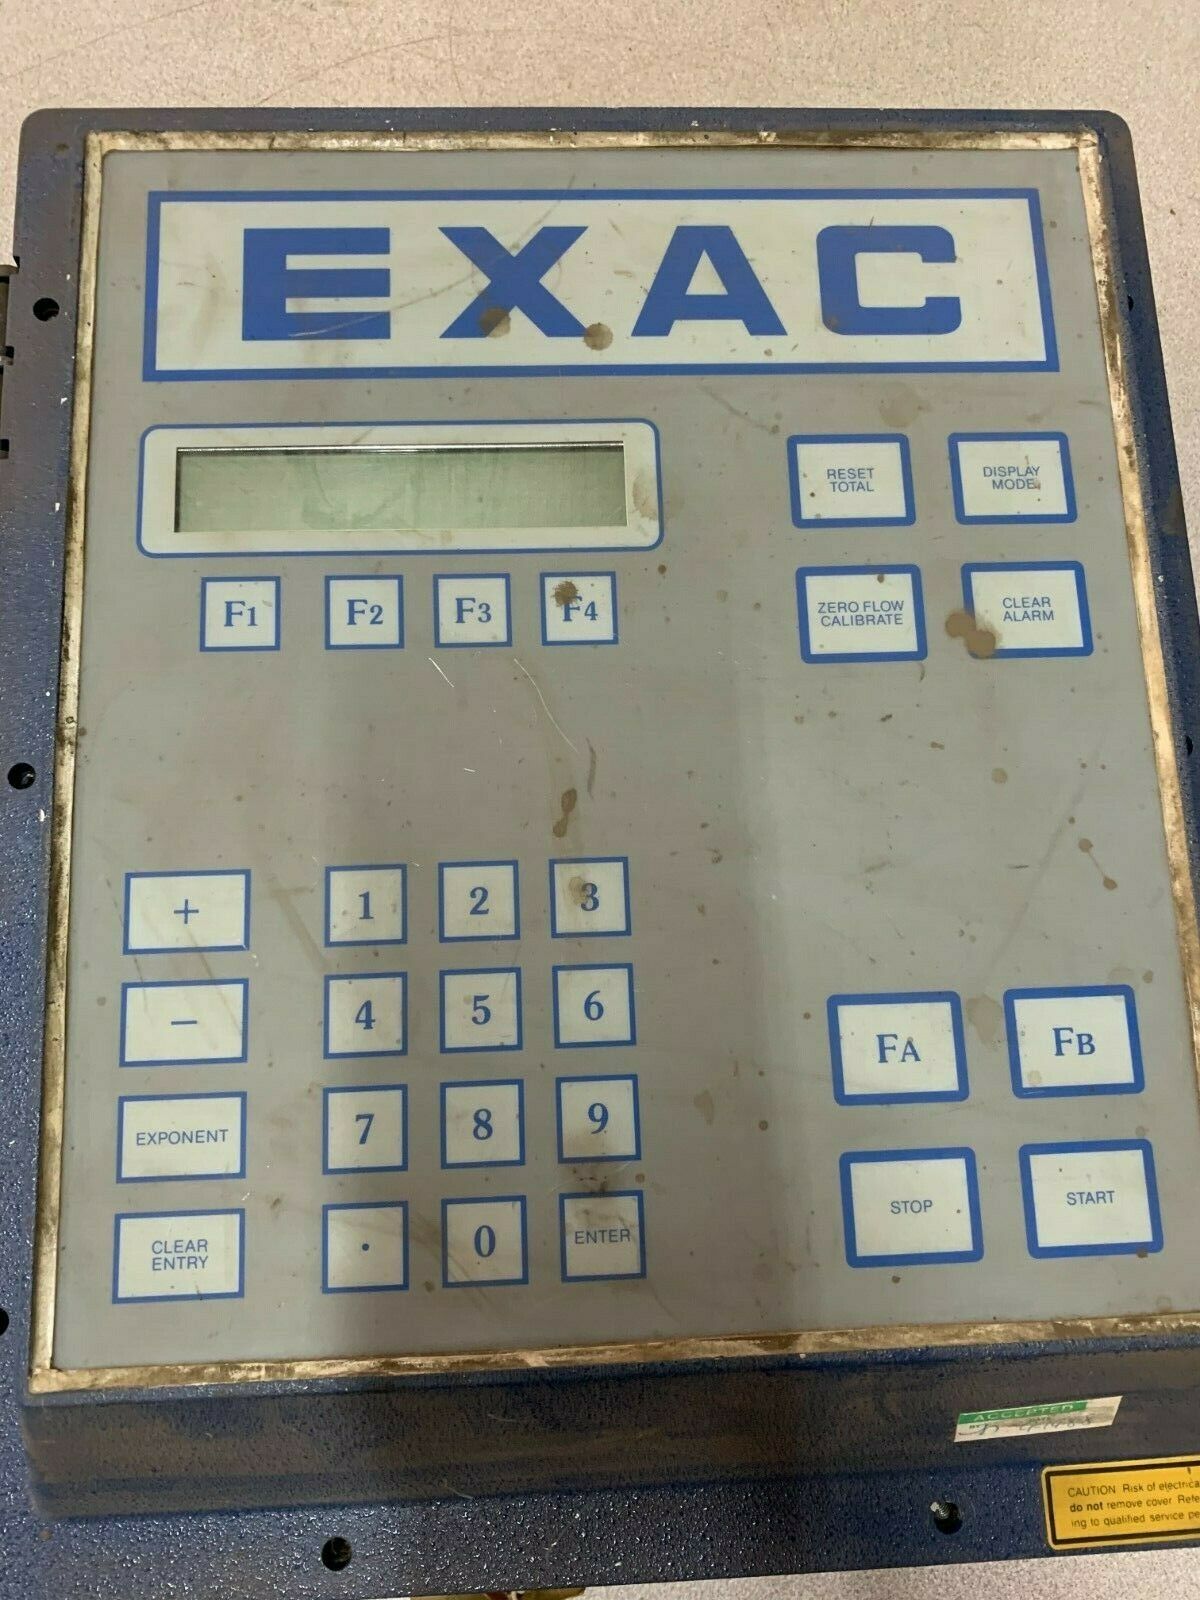 EXAC
RESET
TOTAL
DISPLAY
MODE
F1 F2 F3 F4
ZERO FLOW
CALIBRATE
CLEAR
ALARM
+ 1 2 3
− 4 5 6
FA FB
EXPONENT 7 8 9
STOP START
CLEAR
ENTRY
. 0 ENTER
ACCEPTED
BY
CAUTION Risk of electrica
do not remove cover. Refe
ing to qualified service pe